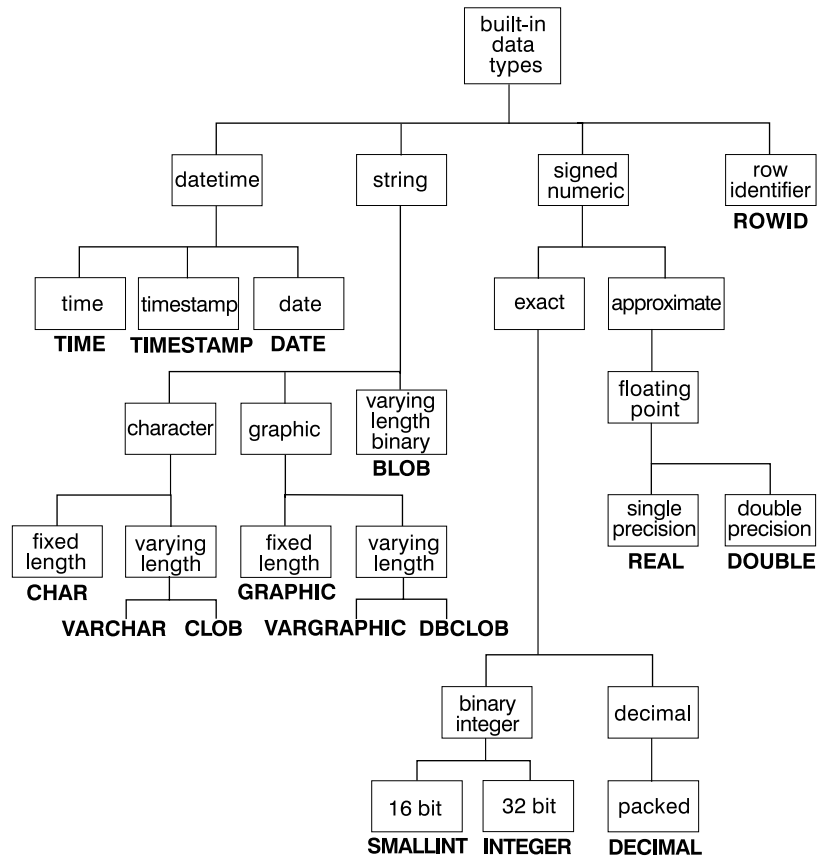 built-in
data
types
datetime
string
signed
numeric
row
identifier
ROWID
time
timestamp
date
exact
approximate
TIME
TIMESTAMP
DATE
character
graphic
varying
length
binary
BLOB
floating
point
fixed
length
varying
length
fixed
length
varying
length
single
precision
double
precision
CHAR
GRAPHIC
REAL
DOUBLE
VARCHAR
CLOB
VARGRAPHIC
DBCLOB
binary
integer
decimal
16 bit
32 bit
packed
SMALLINT
INTEGER
DECIMAL